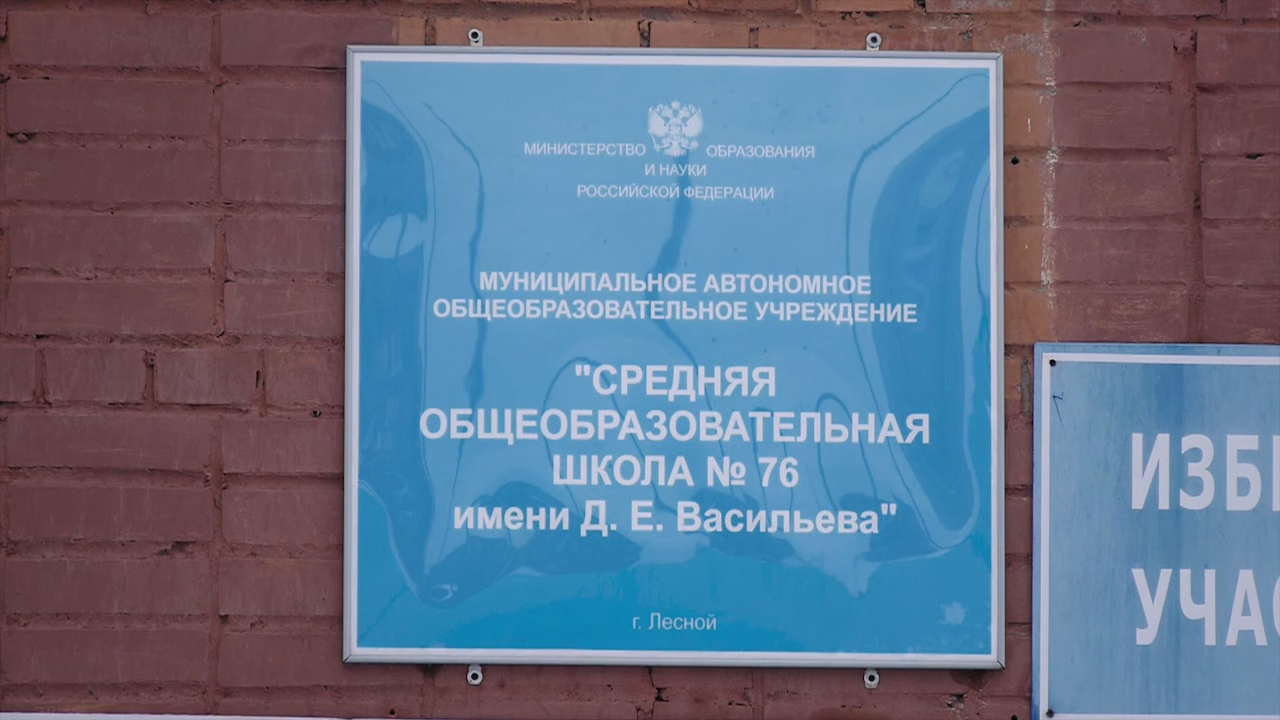 МИНИСТЕРСТВО ОБРАЗОВАНИЯ
И НАУКИ
РОССИЙСКОЙ ФЕДЕРАЦИИ
МУНИЦИПАЛЬНОЕ АВТОНОМНОЕ
ОБЩЕОБРАЗОВАТЕЛЬНОЕ УЧРЕЖДЕНИЕ
"СРЕДНЯЯ
ОБЩЕОБРАЗОВАТЕЛЬНАЯ
ШКОЛА № 76
имени Д. Е. Васильева"
г. Лесной